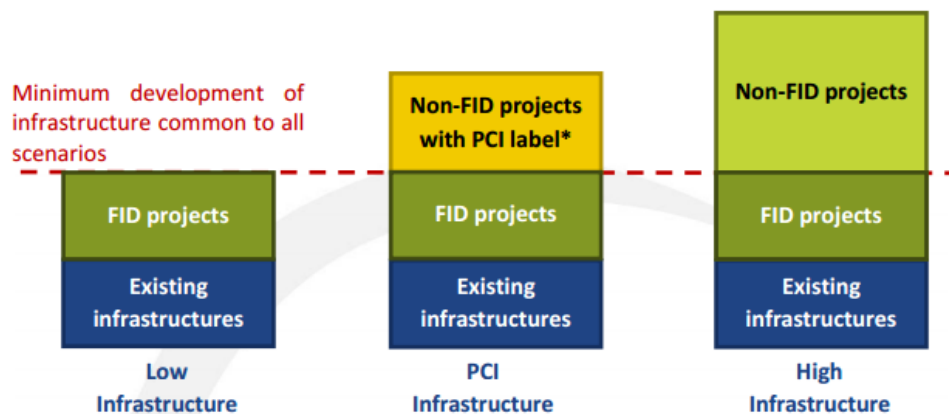 Minimum development of
infrastructure common to all
scenarios
Non-FID projects
with PCI label*
Non-FID projects
FID projects
FID projects
FID projects
Existing
infrastructures
Existing
infrastructures
Existing
infrastructures
Low
Infrastructure
PCI
Infrastructure
High
Infrastructure